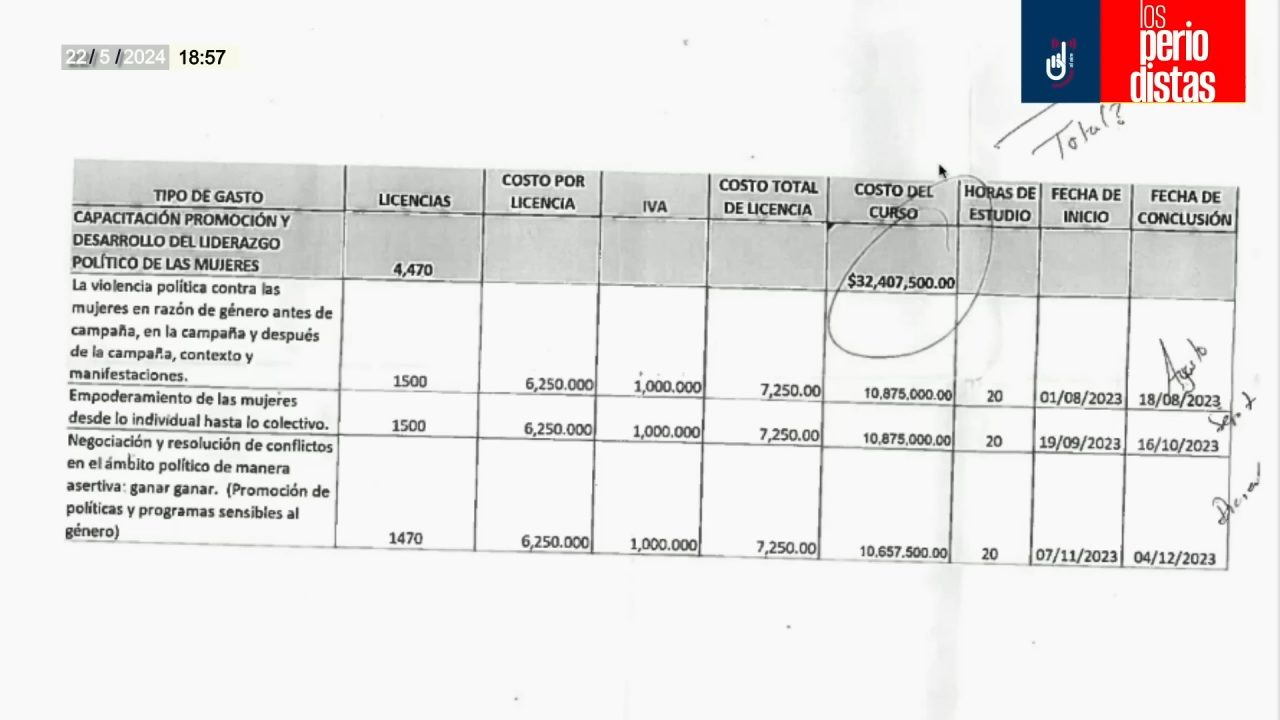 22/ 5 /2024 18:57
los
perio
distas
Total?
TIPO DE GASTO
LICENCIAS
COSTO POR
LICENCIA
IVA
COSTO TOTAL
DE LICENCIA
COSTO DEL
CURSO
HORAS DE
ESTUDIO
FECHA DE
INICIO
FECHA DE
CONCLUSIÓN
CAPACITACIÓN PROMOCIÓN Y
DESARROLLO DEL LIDERAZGO
POLÍTICO DE LAS MUJERES
4,470
$32,407,500.00
La violencia política contra las
mujeres en razón de género antes de
campaña, en la campaña y después
de la campaña, contexto y
manifestaciones.
1500
6,250.000
1,000.000
7,250.00
10,875,000.00
20
01/08/2023
18/08/2023
Agosto
Empoderamiento de las mujeres
desde lo individual hasta lo colectivo.
1500
6,250.000
1,000.000
7,250.00
10,875,000.00
20
19/09/2023
16/10/2023
Negociación y resolución de conflictos
en el ámbito político de manera
asertiva: ganar ganar. (Promoción de
políticas y programas sensibles al
género)
1470
6,250.000
1,000.000
7,250.00
10,657,500.00
20
07/11/2023
04/12/2023